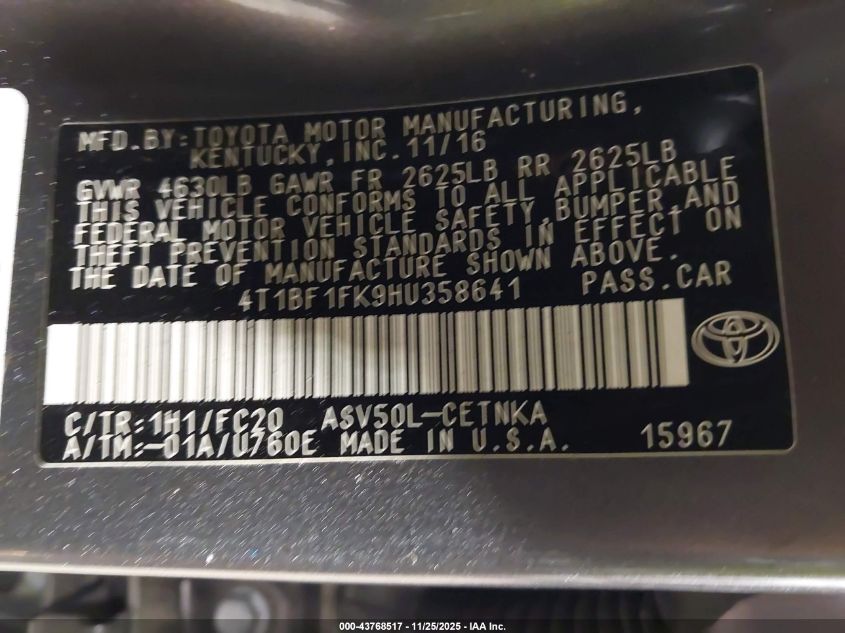 MFD.BY:TOYOTA MOTOR MANUFACTURING,
KENTUCKY,INC.11/16
GVWR 4630LB GAWR FR 2625LB RR 2625LB
THIS VEHICLE CONFORMS TO ALL APPLICABLE
FEDERAL MOTOR VEHICLE SAFETY,BUMPER,AND
THEFT PREVENTION STANDARDS IN EFFECT ON
THE DATE OF MANUFACTURE SHOWN ABOVE.
4T1BF1FK9HU358641 PASS.CAR
C/TR:1H1/FC20 ASV50L-CETNKA
A/TM:-01A/U760E MADE IN U.S.A. 15967
000-43768517 - 11/25/2025 - IAA Inc.